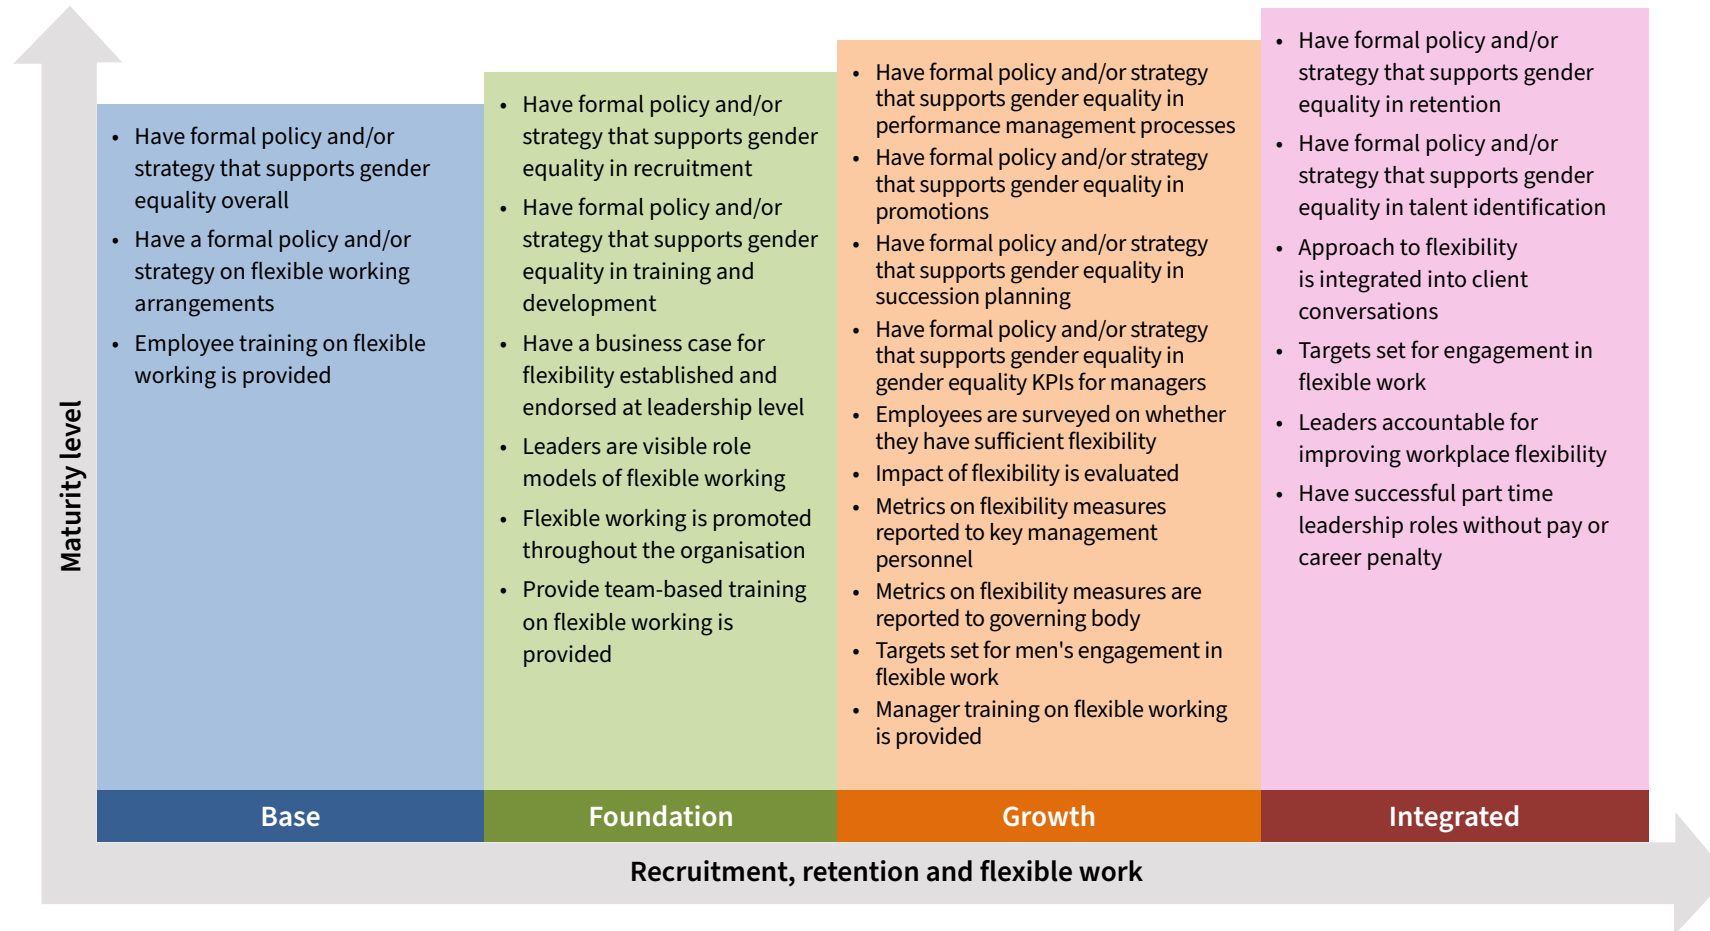 Maturity level
• Have formal policy and/or
strategy that supports gender
equality overall
• Have a formal policy and/or
strategy on flexible working
arrangements
• Employee training on flexible
working is provided
Base
• Have formal policy and/or
strategy that supports gender
equality in recruitment
• Have formal policy and/or
strategy that supports gender
equality in training and
development
• Have a business case for
flexibility established and
endorsed at leadership level
• Leaders are visible role
models of flexible working
• Flexible working is promoted
throughout the organisation
• Provide team-based training
on flexible working is
provided
Foundation
• Have formal policy and/or strategy
that supports gender equality in
performance management processes
• Have formal policy and/or strategy
that supports gender equality in
promotions
• Have formal policy and/or strategy
that supports gender equality in
succession planning
• Have formal policy and/or strategy
that supports gender equality in
gender equality KPIs for managers
• Employees are surveyed on whether
they have sufficient flexibility
• Impact of flexibility is evaluated
• Metrics on flexibility measures
reported to key management
personnel
• Metrics on flexibility measures are
reported to governing body
• Targets set for men's engagement in
flexible work
• Manager training on flexible working
is provided
Growth
• Have formal policy and/or
strategy that supports gender
equality in retention
• Have formal policy and/or
strategy that supports gender
equality in talent identification
• Approach to flexibility
is integrated into client
conversations
• Targets set for engagement in
flexible work
• Leaders accountable for
improving workplace flexibility
• Have successful part time
leadership roles without pay or
career penalty
Integrated
Recruitment, retention and flexible work